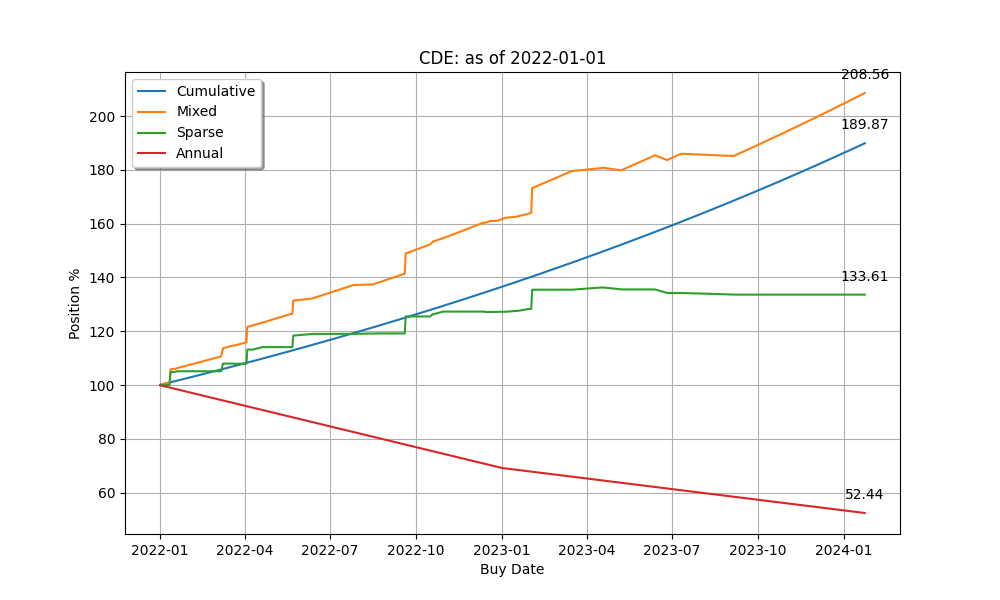 CDE: as of 2022-01-01
Cumulative
Mixed
Sparse
Annual
208.56
189.87
133.61
52.44
Position %
200
180
160
140
120
100
80
60
2022-01 2022-04 2022-07 2022-10 2023-01 2023-04 2023-07 2023-10 2024-01
Buy Date